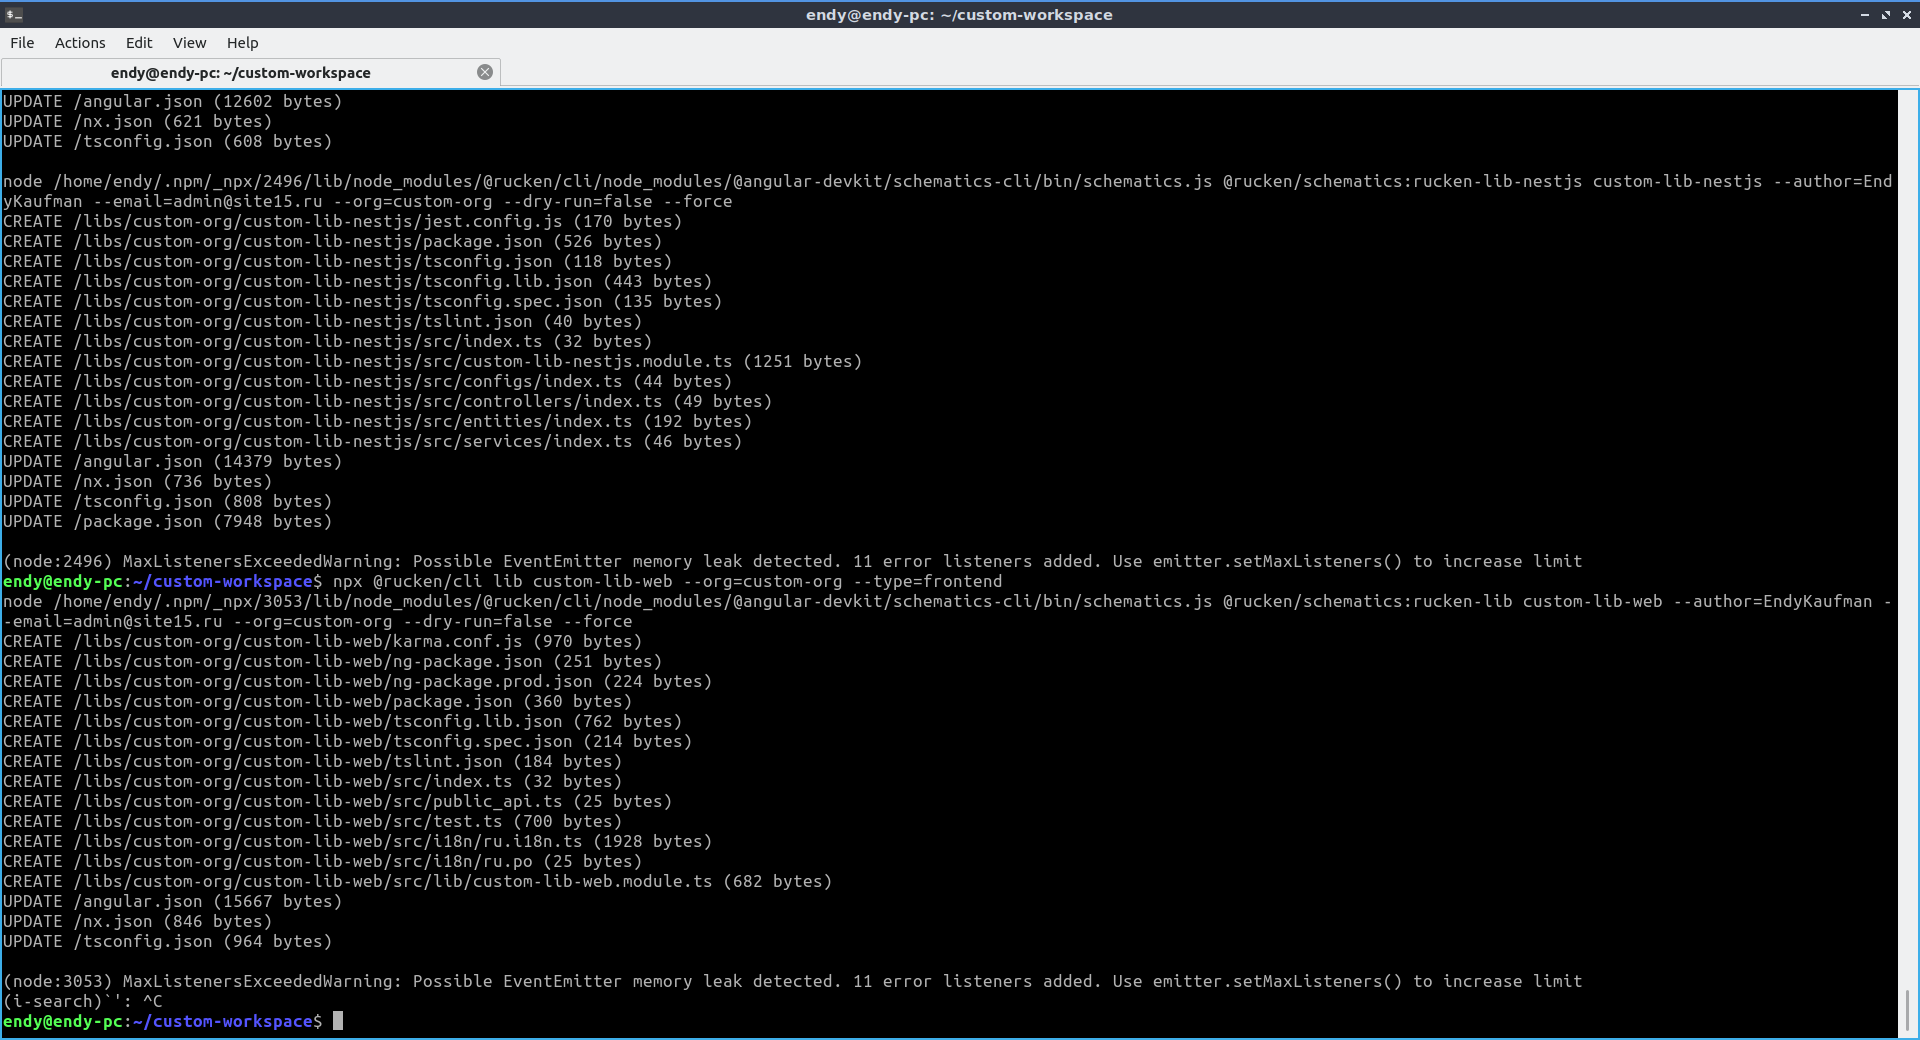 endy@endy-pc: ~/custom-workspace
File Actions Edit View Help
endy@endy-pc: ~/custom-workspace
UPDATE /angular.json (12602 bytes)
UPDATE /nx.json (621 bytes)
UPDATE /tsconfig.json (608 bytes)
node /home/endy/.npm/_npx/2496/lib/node_modules/@rucken/cli/node_modules/@angular-devkit/schematics-cli/bin/schematics.js @rucken/schematics:rucken-lib-nestjs custom-lib-nestjs --author=End
yKaufman --email=admin@site15.ru --org=custom-org --dry-run=false --force
CREATE /libs/custom-org/custom-lib-nestjs/jest.config.js (170 bytes)
CREATE /libs/custom-org/custom-lib-nestjs/package.json (526 bytes)
CREATE /libs/custom-org/custom-lib-nestjs/tsconfig.json (118 bytes)
CREATE /libs/custom-org/custom-lib-nestjs/tsconfig.lib.json (443 bytes)
CREATE /libs/custom-org/custom-lib-nestjs/tsconfig.spec.json (135 bytes)
CREATE /libs/custom-org/custom-lib-nestjs/tslint.json (40 bytes)
CREATE /libs/custom-org/custom-lib-nestjs/src/index.ts (32 bytes)
CREATE /libs/custom-org/custom-lib-nestjs/src/custom-lib-nestjs.module.ts (1251 bytes)
CREATE /libs/custom-org/custom-lib-nestjs/src/configs/index.ts (44 bytes)
CREATE /libs/custom-org/custom-lib-nestjs/src/controllers/index.ts (49 bytes)
CREATE /libs/custom-org/custom-lib-nestjs/src/entities/index.ts (192 bytes)
CREATE /libs/custom-org/custom-lib-nestjs/src/services/index.ts (46 bytes)
UPDATE /angular.json (14379 bytes)
UPDATE /nx.json (736 bytes)
UPDATE /tsconfig.json (808 bytes)
UPDATE /package.json (7948 bytes)
(node:2496) MaxListenersExceededWarning: Possible EventEmitter memory leak detected. 11 error listeners added. Use emitter.setMaxListeners() to increase limit
endy@endy-pc:~/custom-workspace$ npx @rucken/cli lib custom-lib-web --org=custom-org --type=frontend
node /home/endy/.npm/_npx/3053/lib/node_modules/@rucken/cli/node_modules/@angular-devkit/schematics-cli/bin/schematics.js @rucken/schematics:rucken-lib custom-lib-web --author=EndyKaufman -
-email=admin@site15.ru --org=custom-org --dry-run=false --force
CREATE /libs/custom-org/custom-lib-web/karma.conf.js (970 bytes)
CREATE /libs/custom-org/custom-lib-web/ng-package.json (251 bytes)
CREATE /libs/custom-org/custom-lib-web/ng-package.prod.json (224 bytes)
CREATE /libs/custom-org/custom-lib-web/package.json (360 bytes)
CREATE /libs/custom-org/custom-lib-web/tsconfig.lib.json (762 bytes)
CREATE /libs/custom-org/custom-lib-web/tsconfig.spec.json (214 bytes)
CREATE /libs/custom-org/custom-lib-web/tslint.json (184 bytes)
CREATE /libs/custom-org/custom-lib-web/src/index.ts (32 bytes)
CREATE /libs/custom-org/custom-lib-web/src/public_api.ts (25 bytes)
CREATE /libs/custom-org/custom-lib-web/src/test.ts (700 bytes)
CREATE /libs/custom-org/custom-lib-web/src/i18n/ru.i18n.ts (1928 bytes)
CREATE /libs/custom-org/custom-lib-web/src/i18n/ru.po (25 bytes)
CREATE /libs/custom-org/custom-lib-web/src/lib/custom-lib-web.module.ts (682 bytes)
UPDATE /angular.json (15667 bytes)
UPDATE /nx.json (846 bytes)
UPDATE /tsconfig.json (964 bytes)
(node:3053) MaxListenersExceededWarning: Possible EventEmitter memory leak detected. 11 error listeners added. Use emitter.setMaxListeners() to increase limit
(i-search)`': ^C
endy@endy-pc:~/custom-workspace$